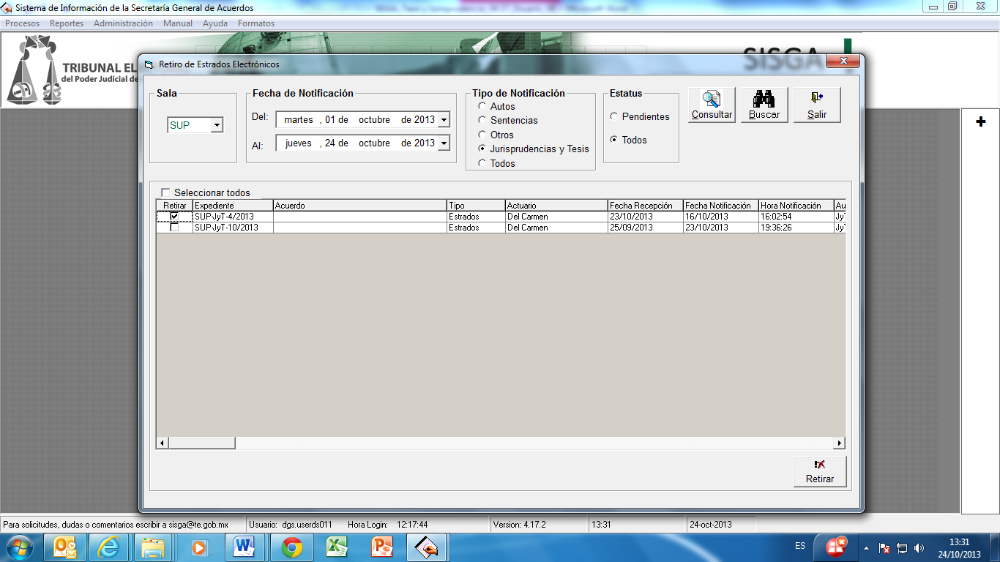 Sistema de Información de la Secretaría General de Acuerdos
Procesos Reportes Administración Manual Ayuda Formatos
TRIBUNAL EL
del Poder Judicial de
SISGA
Retiro de Estrados Electrónicos
Sala
SUP
Fecha de Notificación
Del: martes , 01 de octubre de 2013
Al: jueves , 24 de octubre de 2013
Tipo de Notificación
Autos
Sentencias
Otros
Jurisprudencias y Tesis
Todos
Estatus
Pendientes
Todos
Consultar
Buscar
Salir
Seleccionar todos
Retirar Expediente Acuerdo Tipo Actuario Fecha Recepción Fecha Notificación Hora Notificación Au
SUP-JyT-4/2013 Estrados Del Carmen 23/10/2013 16/10/2013 16:02:54 Jy
SUP-JyT-10/2013 Estrados Del Carmen 25/09/2013 23/10/2013 19:36:26 Jy
Retirar
Para solicitudes, dudas o comentarios escribir a sisga@te.gob.mx Usuario: dgs.userds011 Hora Login: 12:17:44 Version: 4.17.2 13:31 24-oct-2013
ES
13:31
24/10/2013